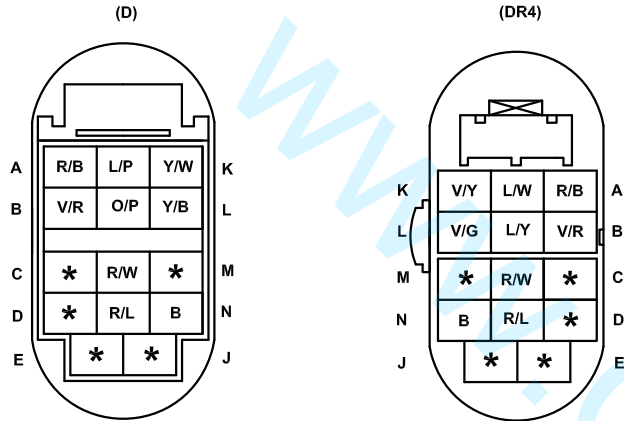 (D) (DR4)
A R/B L/P Y/W K
B V/R O/P Y/B L
C * R/W * M
D * R/L B N
E * * J
K V/Y L/W R/B A
L V/G L/Y V/R B
M * R/W * C
N B R/L * D
J * * E